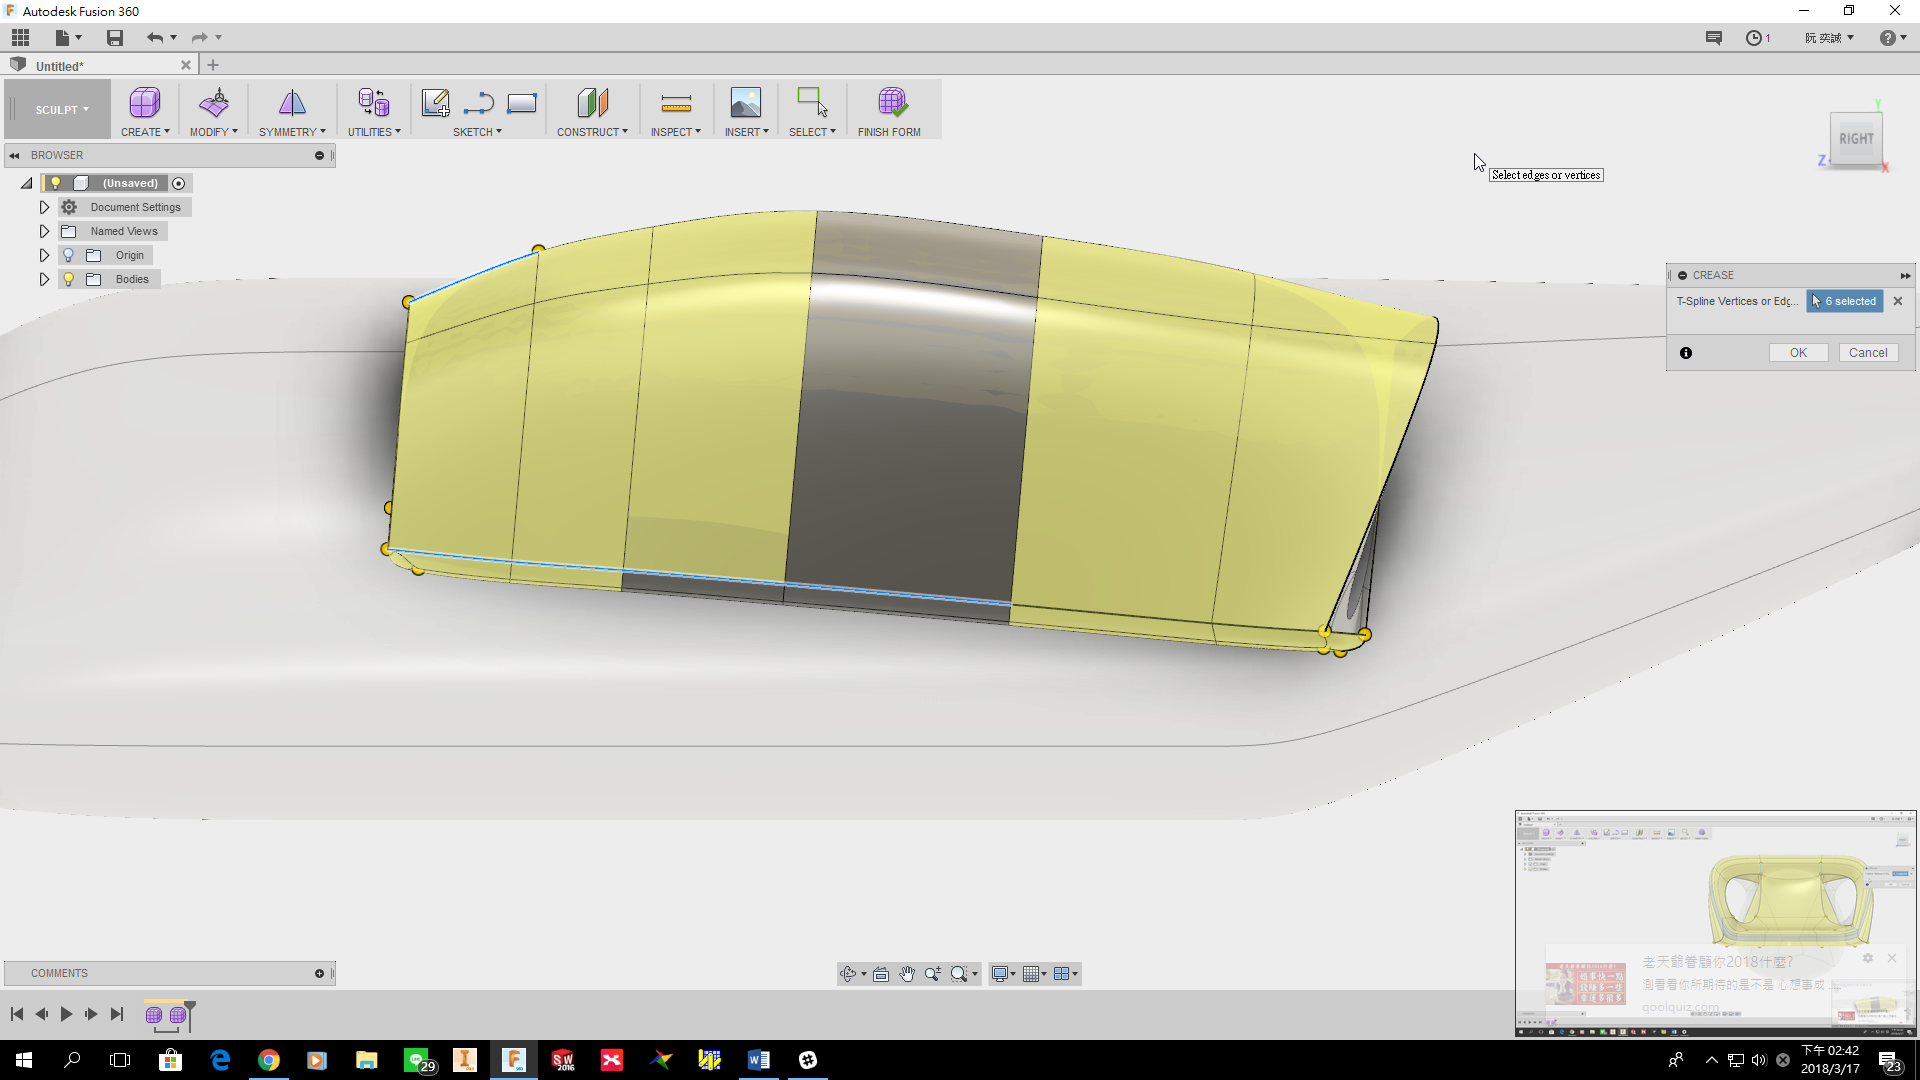 Autodesk Fusion 360
1
阮 奕誠
Untitled*
SCULPT
CREATE
MODIFY
SYMMETRY
UTILITIES
SKETCH
CONSTRUCT
INSPECT
INSERT
SELECT
FINISH FORM
BROWSER
(Unsaved)
Document Settings
Named Views
Origin
Bodies
Y
RIGHT
Z
X
Select edges or vertices
CREASE
T-Spline Vertices or Edg...
6 selected
OK
Cancel
老天爺眷顧你2018什麼?
測看看你所期待的是不是 心想事成
qoolquiz.com
COMMENTS
29
SW
2016
下午 02:42
2018/3/17
23